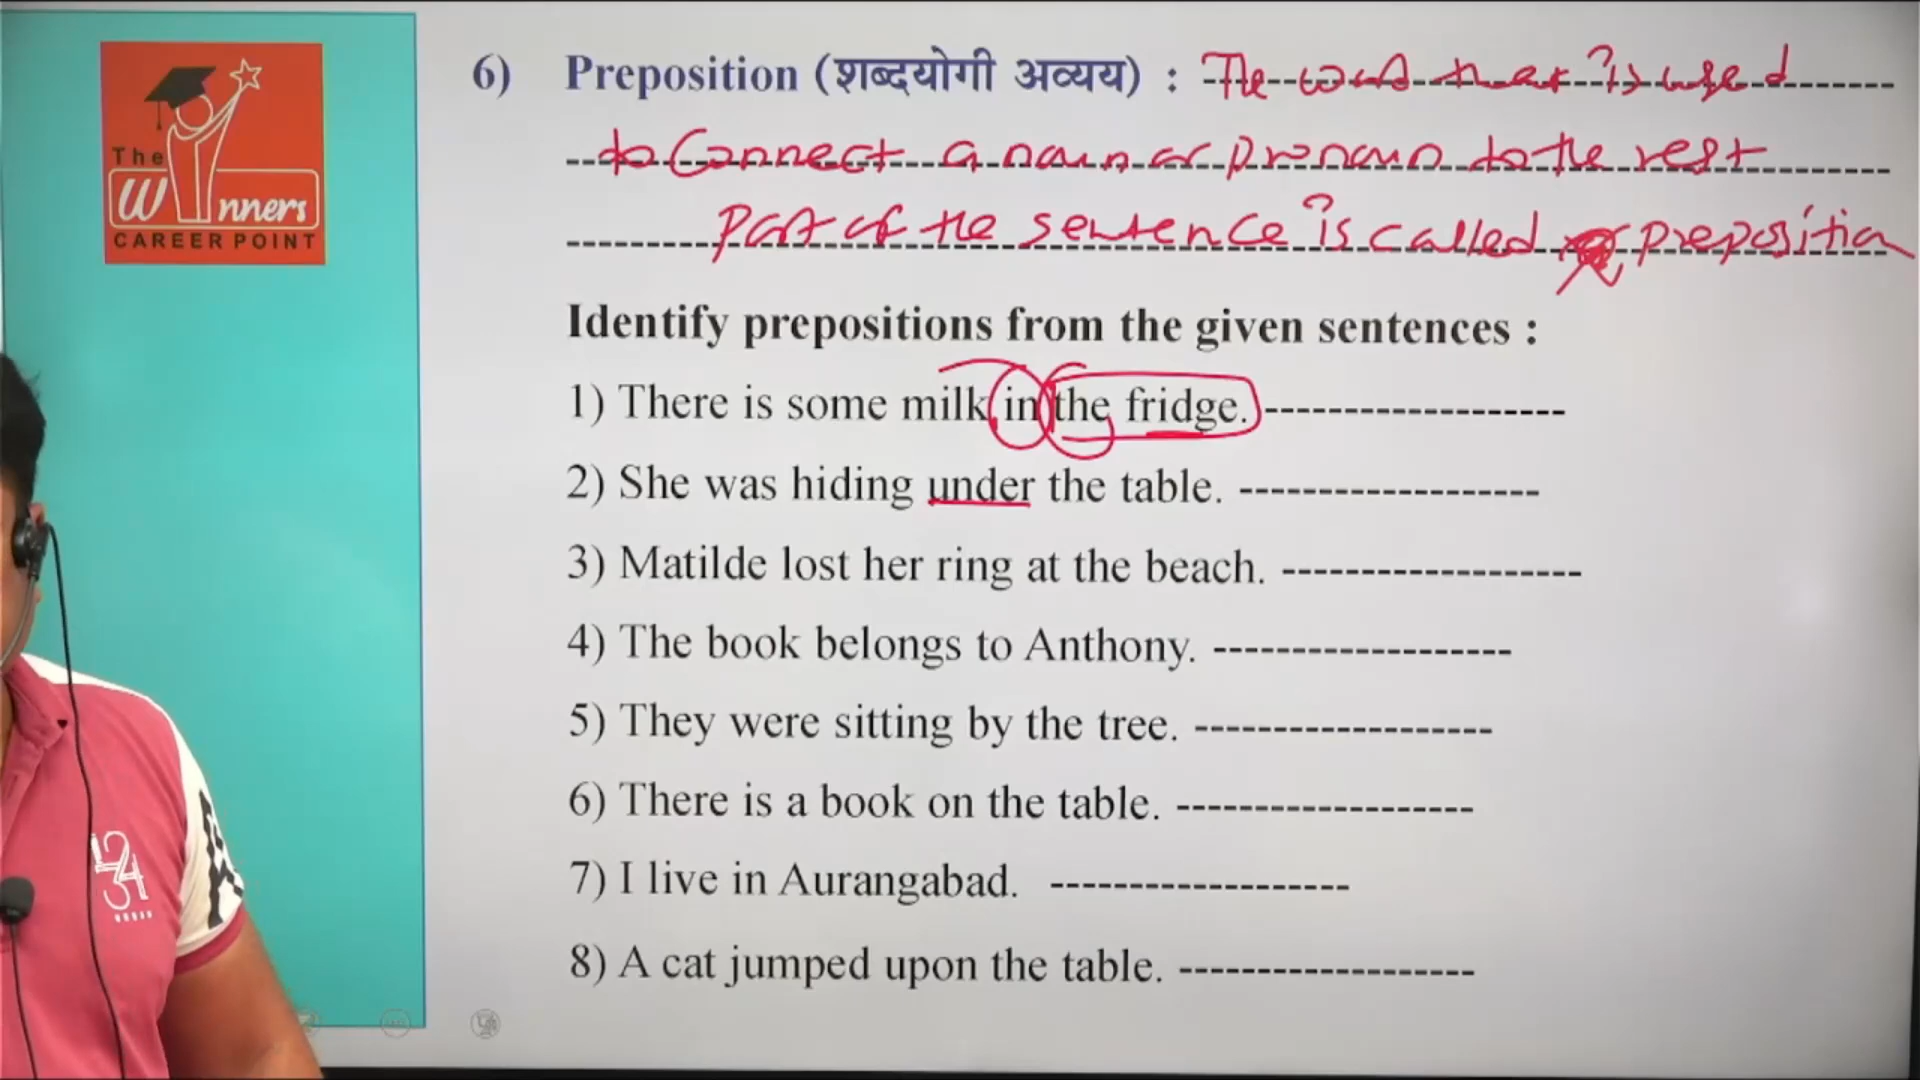 The
Winners
CAREER POINT
6) Preposition (शब्दयोगी अव्यय) : The word that is used
to connect a noun or pronoun to the rest
part of the sentence is called preposition
Identify prepositions from the given sentences :
1) There is some milk in the fridge. -------------------
2) She was hiding under the table. -------------------
3) Matilde lost her ring at the beach. -------------------
4) The book belongs to Anthony. -------------------
5) They were sitting by the tree. -------------------
6) There is a book on the table. -------------------
7) I live in Aurangabad. -------------------
8) A cat jumped upon the table. -------------------